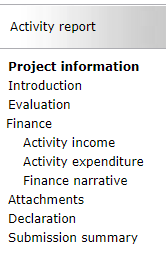 Activity report
Project information
Introduction
Evaluation
Finance
Activity income
Activity expenditure
Finance narrative
Attachments
Declaration
Submission summary